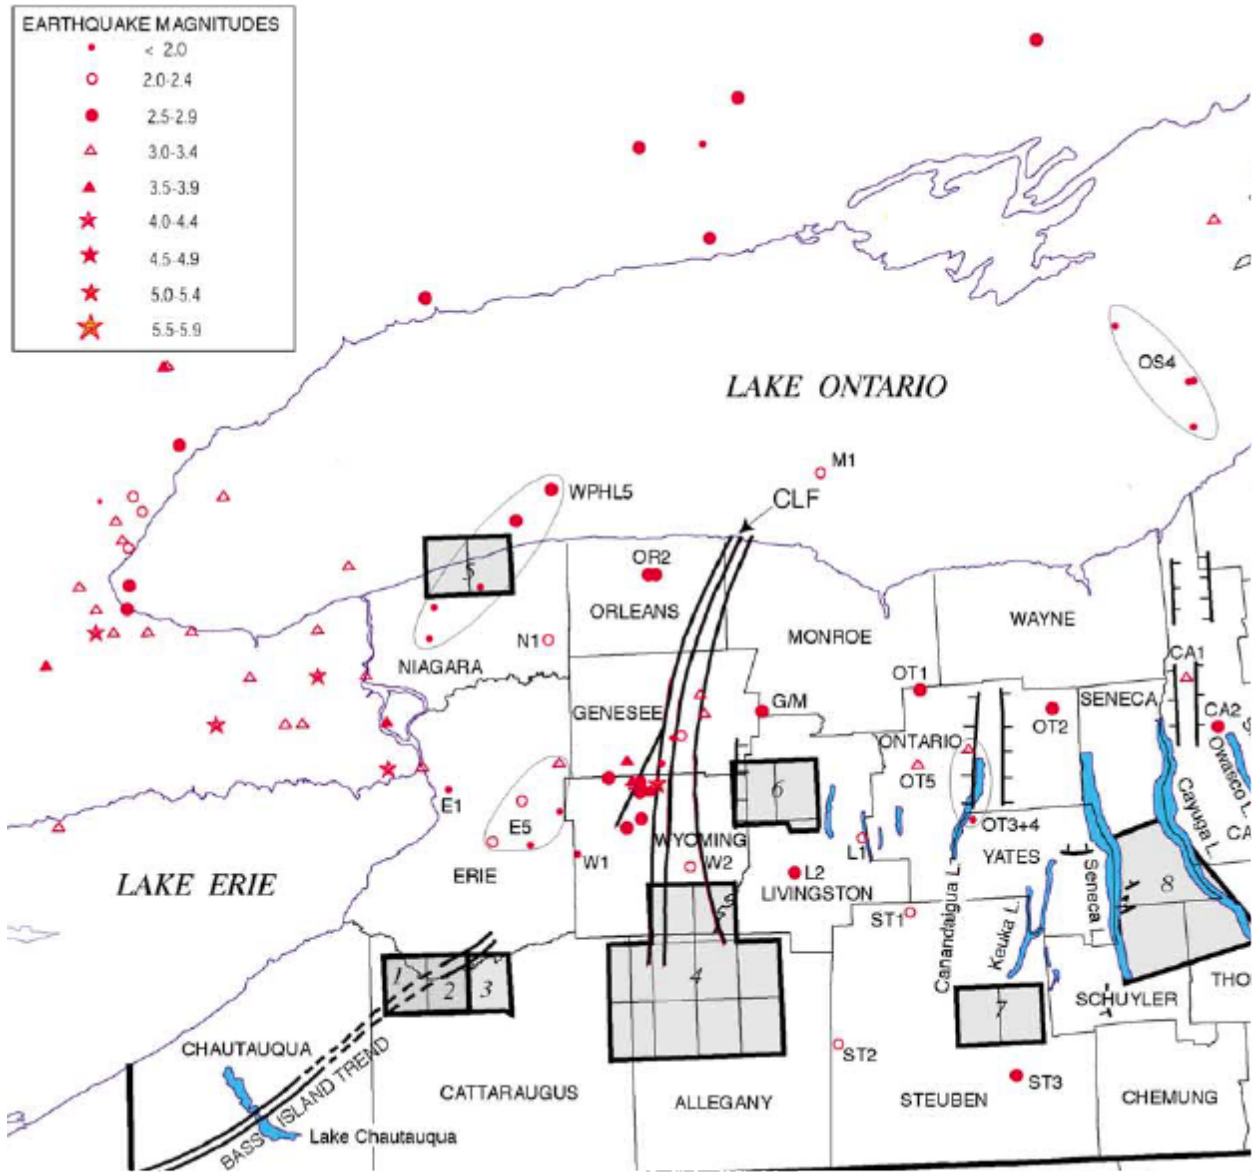 EARTHQUAKE MAGNITUDES
< 2.0
2.0-2.4
2.5-2.9
3.0-3.4
3.5-3.9
4.0-4.4
4.5-4.9
5.0-5.4
5.5-5.9
OS4
LAKE ONTARIO
M1
WPHL5
CLF
OR2
5
ORLEANS
WAYNE
MONROE
N1
CA1
NIAGARA
OT1
SENECA
G/M
GENESEE
OT2
CA2
S
ONTARIO
OT5
Owasco L.
6
E1
E5
Cayuga L.
OT3+4
CA
WYOMING
L1
YATES
W1
W2
L2
ERIE
LAKE ERIE
LIVINGSTON
Seneca L.
8
ST1
Canandaigua L.
Keuka L.
1
2
3
4
THO
7
SCHUYLER
CHAUTAUQUA
ST2
BASS ISLAND TREND
ST3
CATTARAUGUS
ALLEGANY
STEUBEN
CHEMUNG
Lake Chautauqua